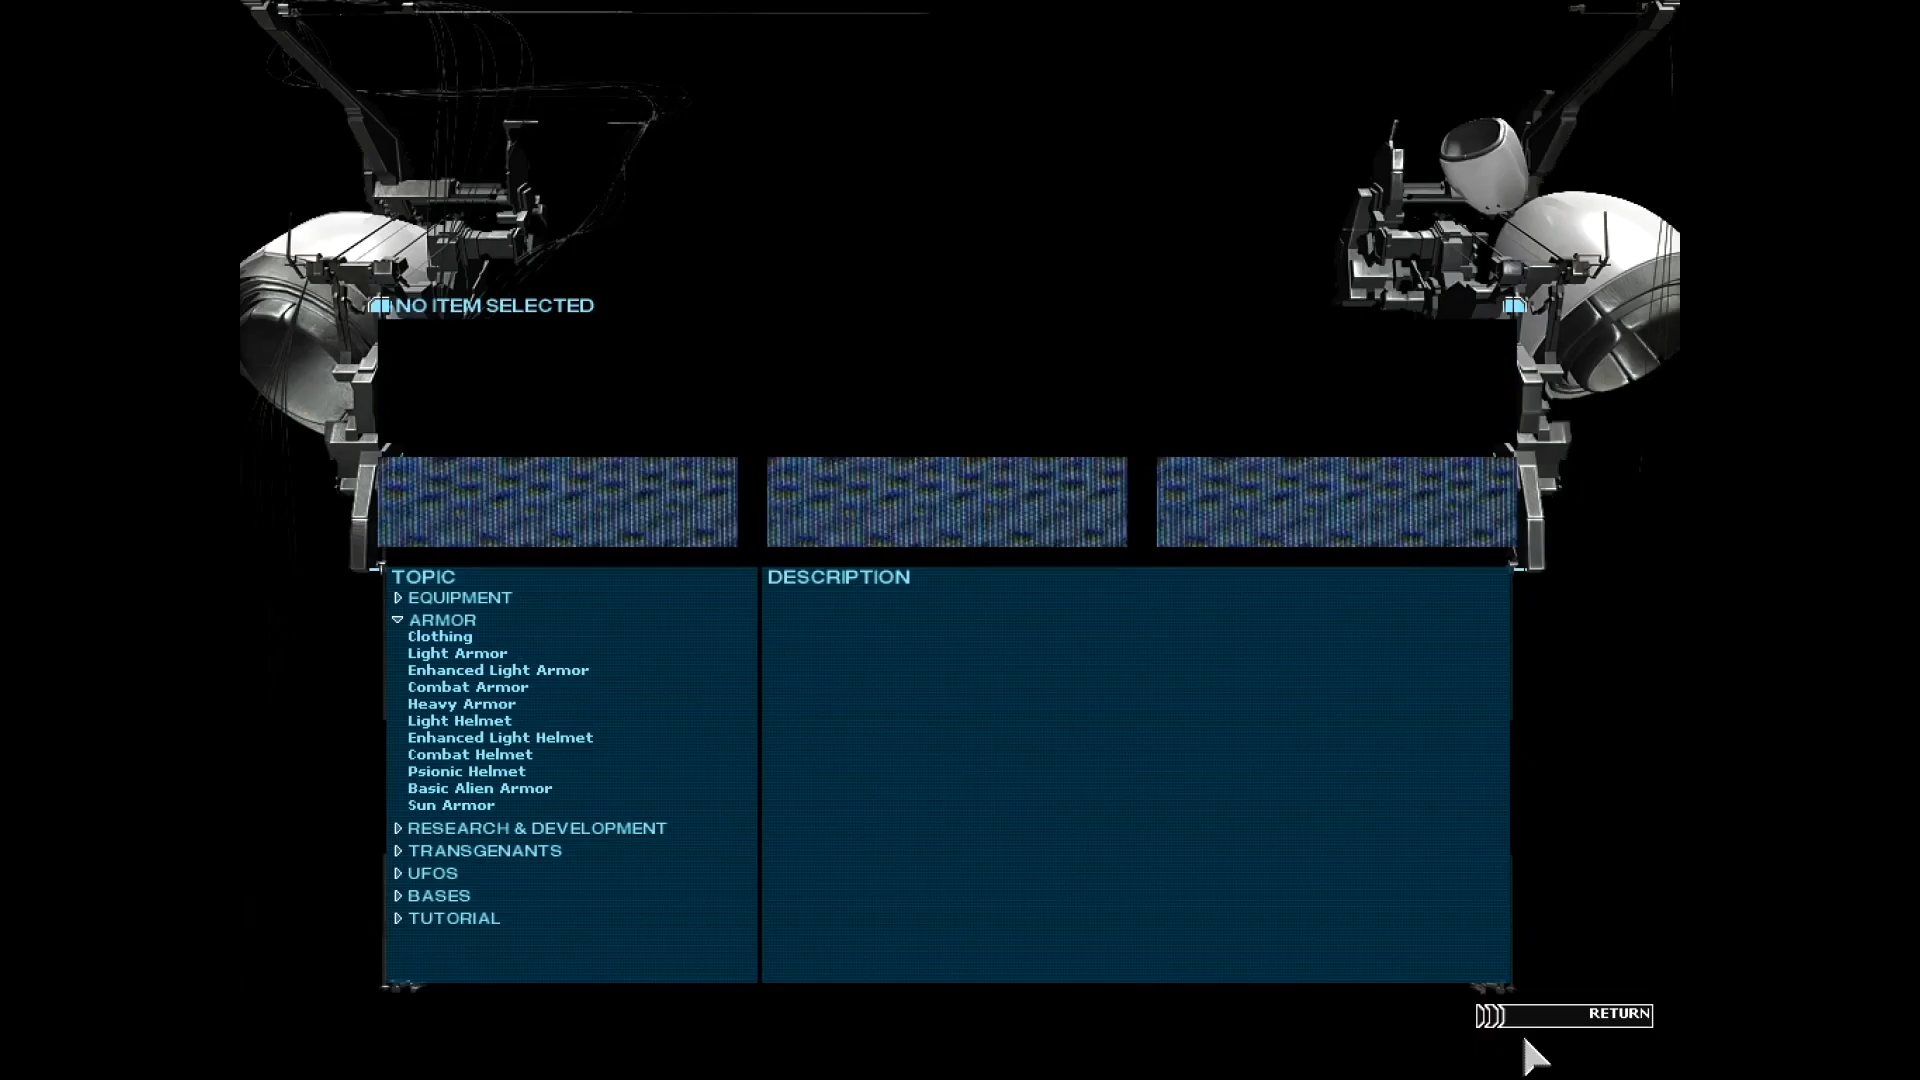 NO ITEM SELECTED
TOPIC
EQUIPMENT
ARMOR
Clothing
Light Armor
Enhanced Light Armor
Combat Armor
Heavy Armor
Light Helmet
Enhanced Light Helmet
Combat Helmet
Psionic Helmet
Basic Alien Armor
Sun Armor
RESEARCH & DEVELOPMENT
TRANSGENANTS
UFOS
BASES
TUTORIAL
DESCRIPTION
RETURN